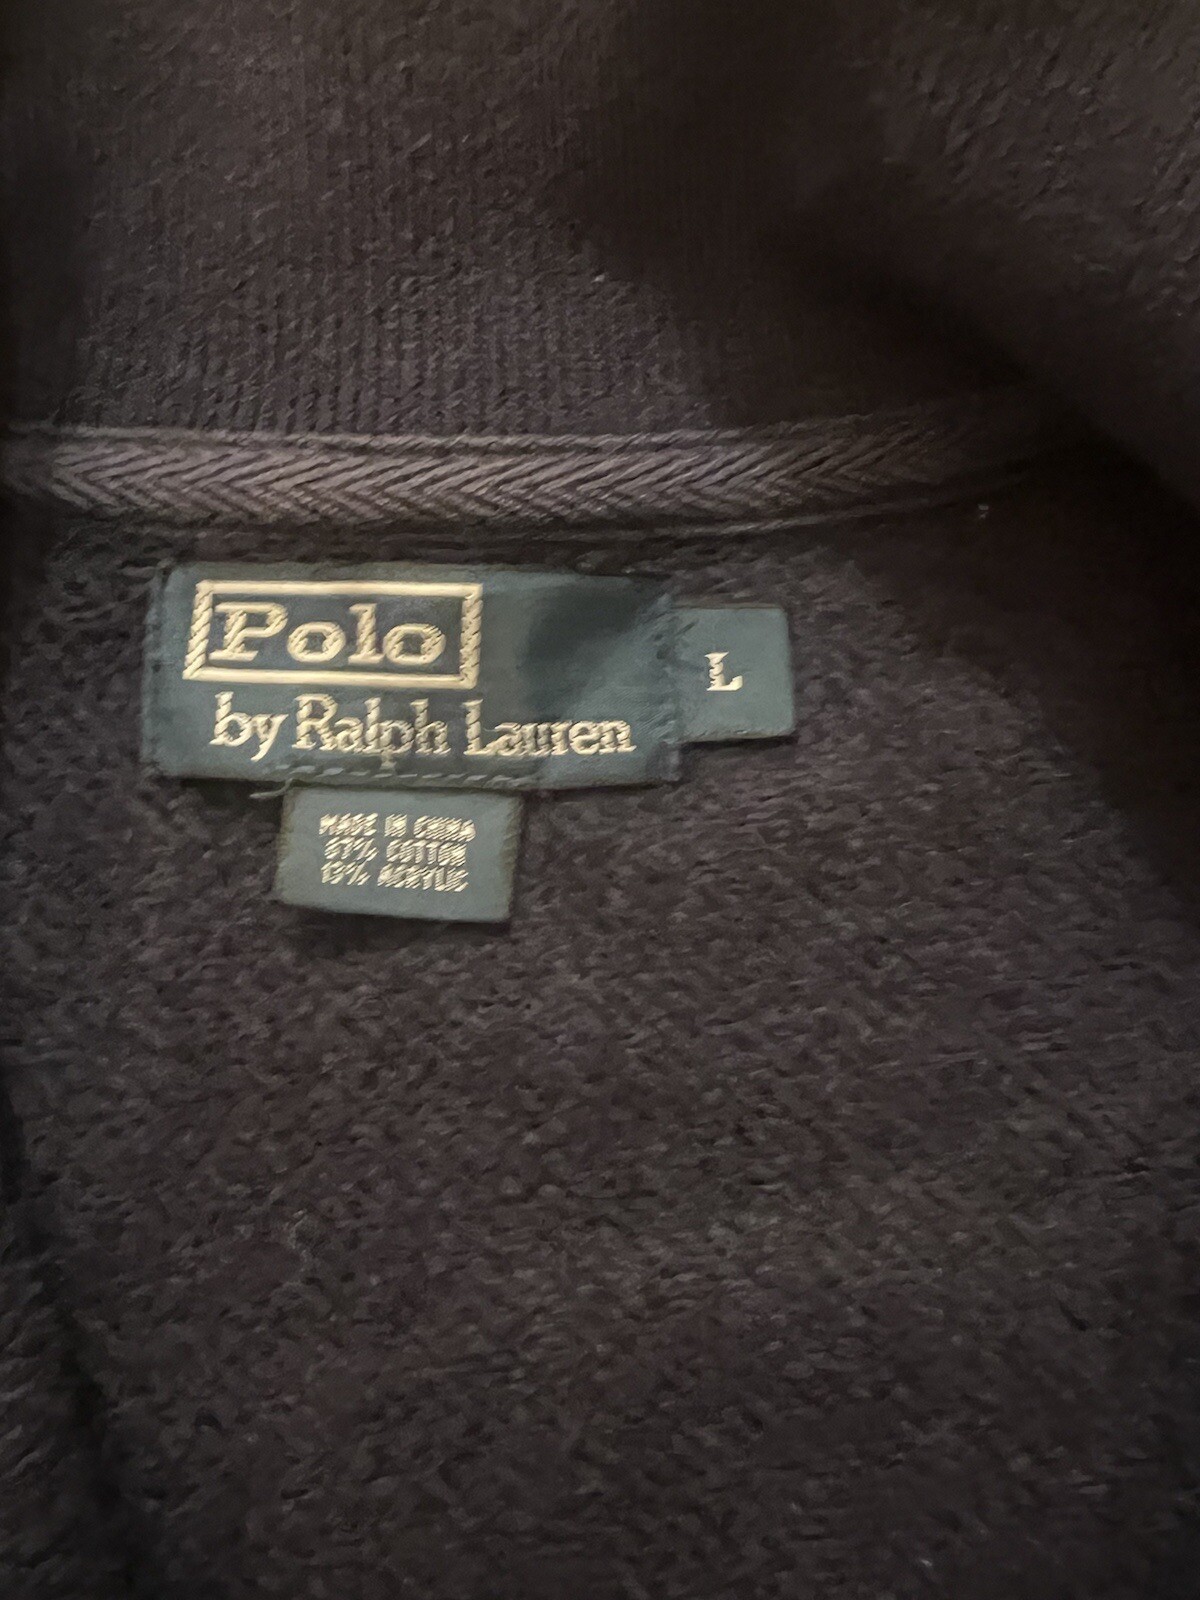 Polo
by Ralph Lauren
L
MADE IN CHINA
87% COTTON
13% ACRYLIC